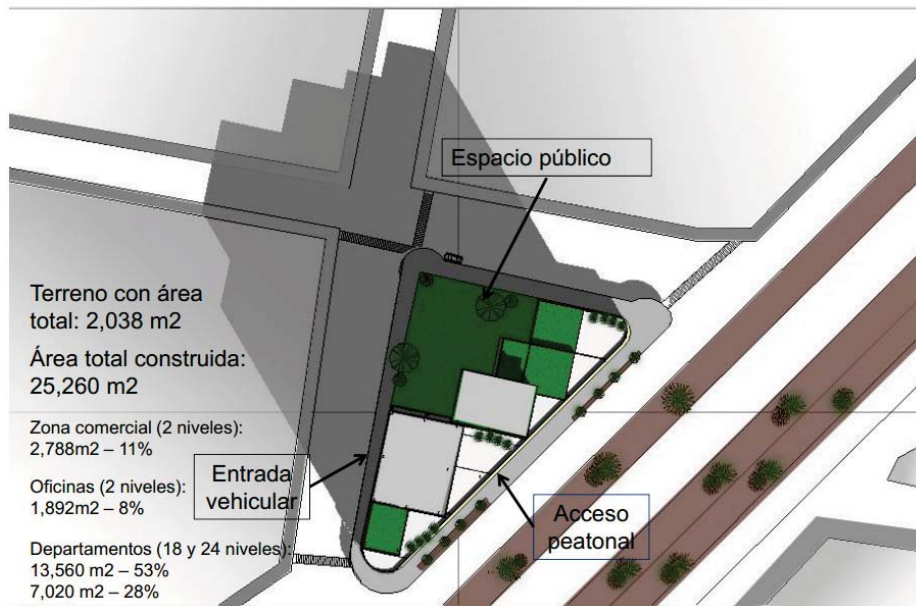 Espacio público
Terreno con área
total: 2,038 m2
Área total construida:
25,260 m2
Zona comercial (2 niveles):
2,788m2 – 11%
Oficinas (2 niveles):
1,892m2 – 8%
Departamentos (18 y 24 niveles):
13,560 m2 – 53%
7,020 m2 – 28%
Entrada
vehicular
Acceso
peatonal